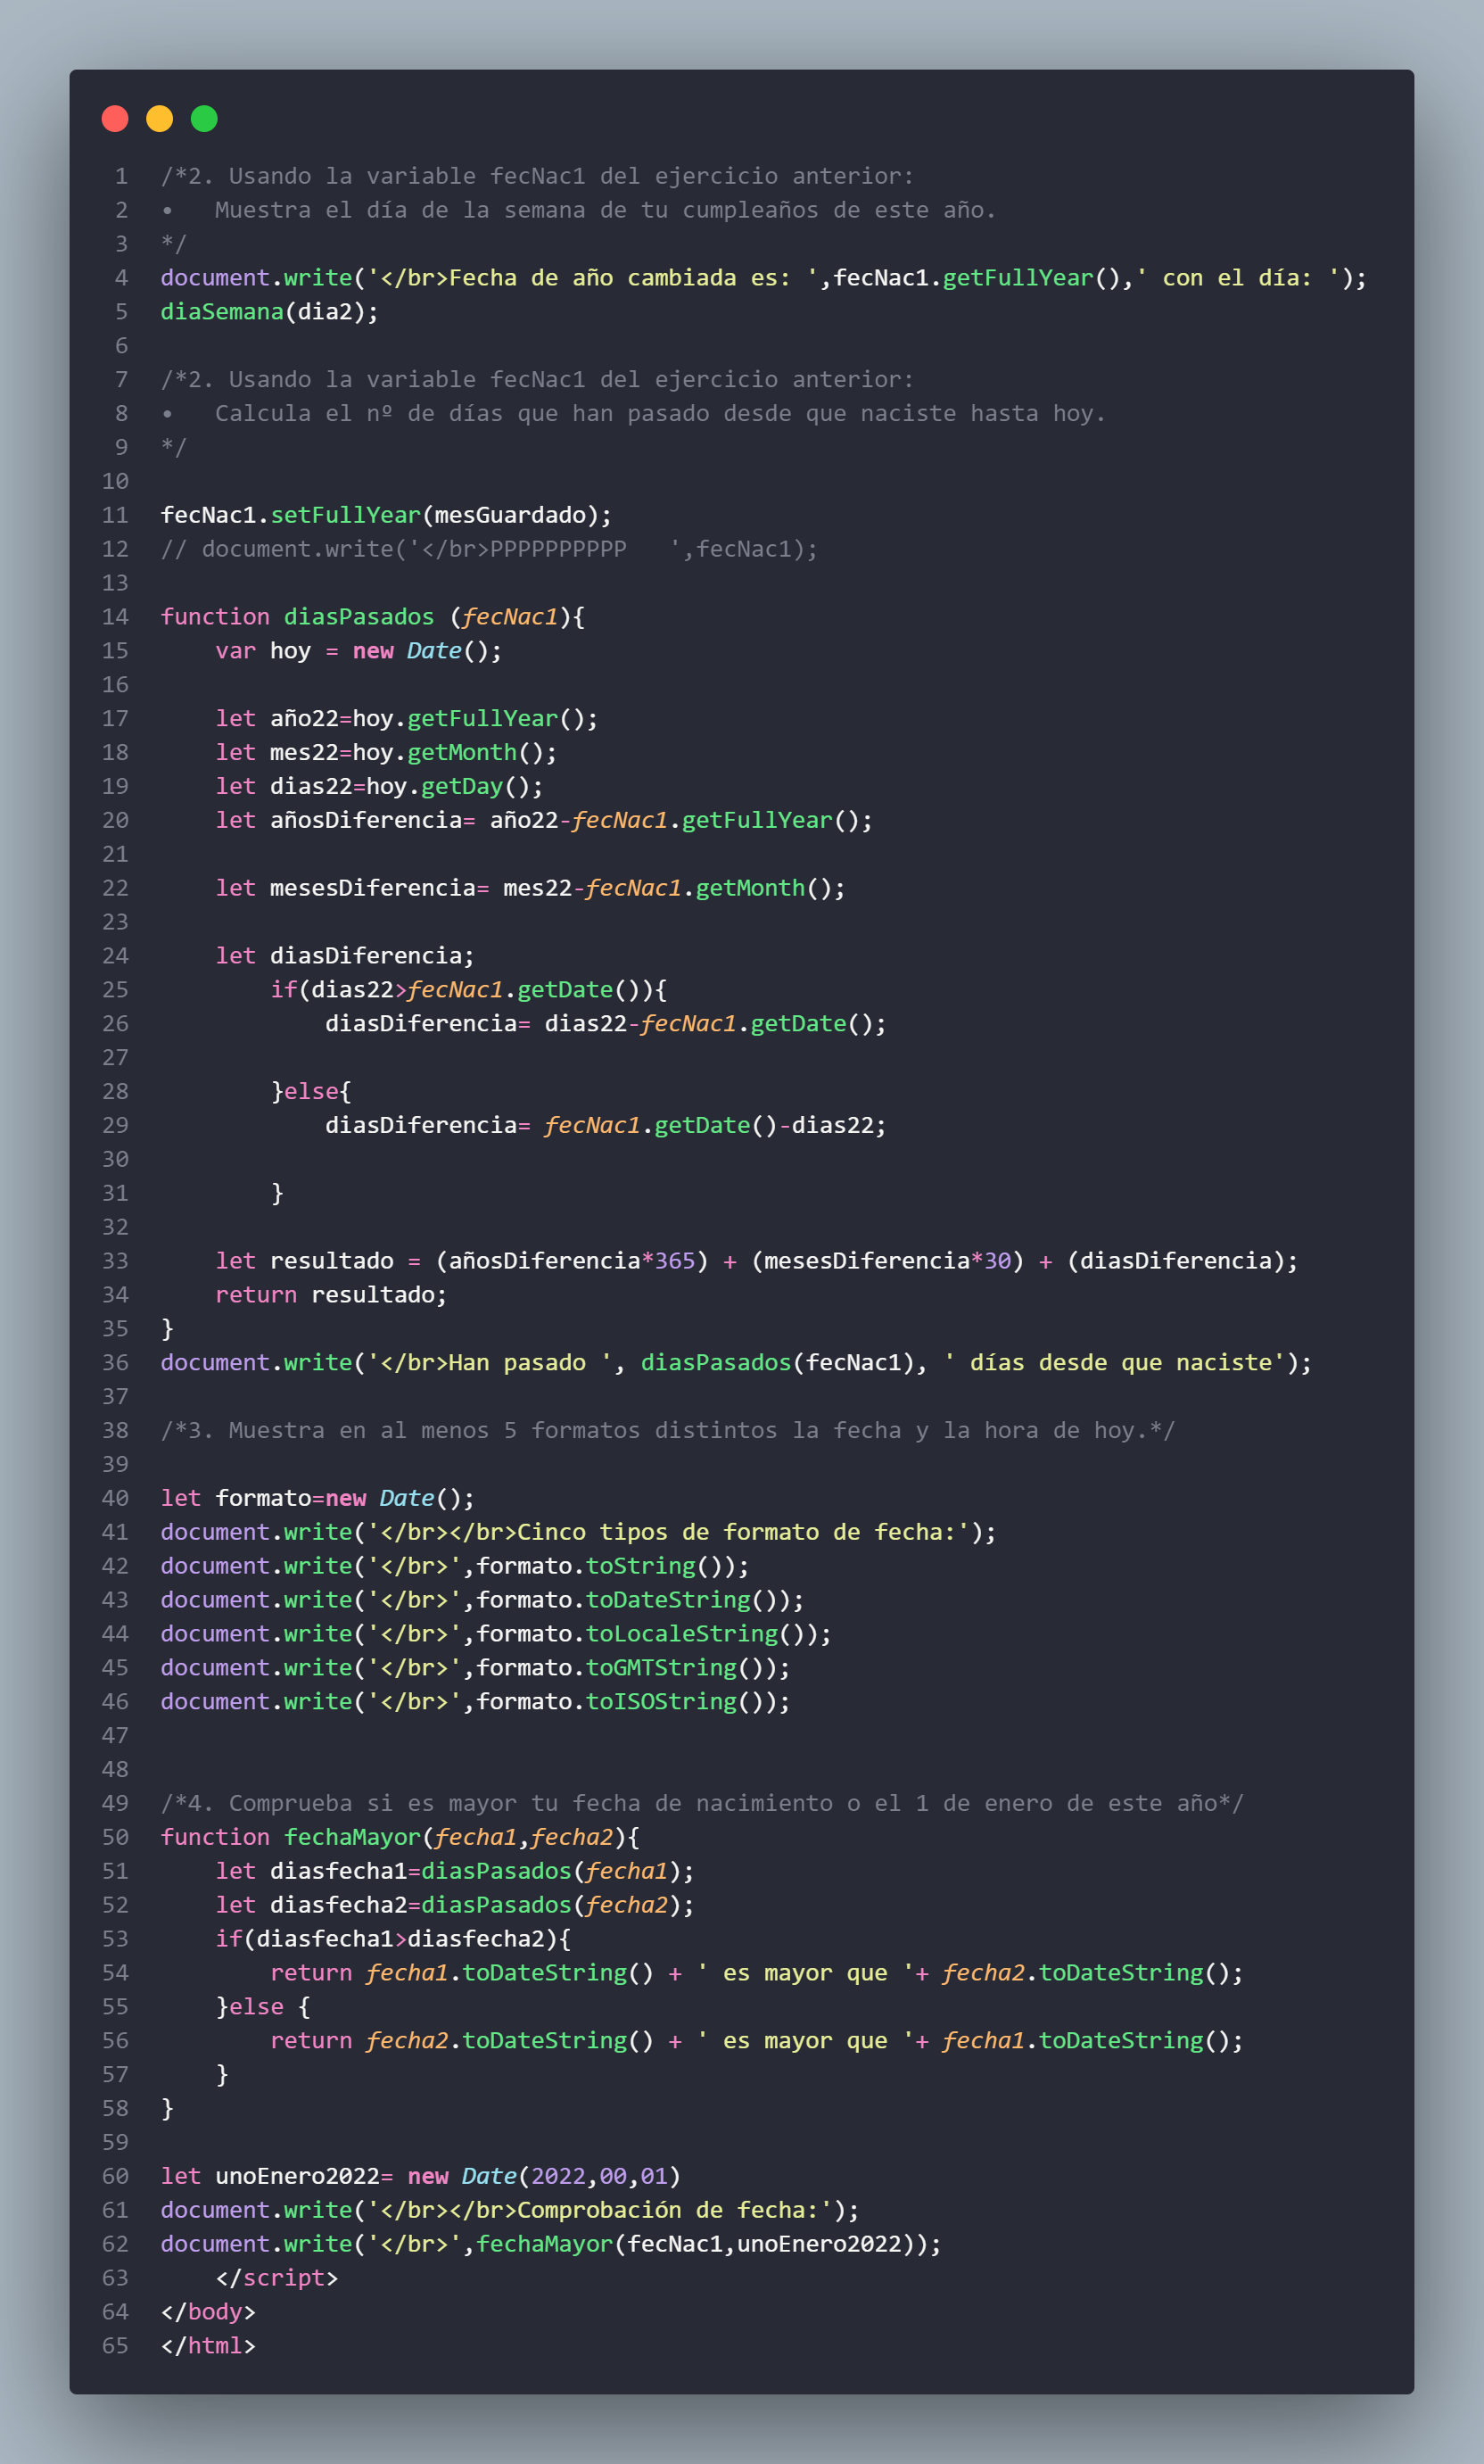 1 /*2. Usando la variable fecNac1 del ejercicio anterior:
2 •   Muestra el día de la semana de tu cumpleaños de este año.
3 */
4 document.write('</br>Fecha de año cambiada es: ',fecNac1.getFullYear(),' con el día: ');
5 diaSemana(dia2);
6
7 /*2. Usando la variable fecNac1 del ejercicio anterior:
8 •   Calcula el nº de días que han pasado desde que naciste hasta hoy.
9 */
10
11 fecNac1.setFullYear(mesGuardado);
12 // document.write('</br>PPPPPPPPPP   ',fecNac1);
13
14 function diasPasados (fecNac1){
15     var hoy = new Date();
16
17     let año22=hoy.getFullYear();
18     let mes22=hoy.getMonth();
19     let dias22=hoy.getDay();
20     let añosDiferencia= año22-fecNac1.getFullYear();
21
22     let mesesDiferencia= mes22-fecNac1.getMonth();
23
24     let diasDiferencia;
25         if(dias22>fecNac1.getDate()){
26             diasDiferencia= dias22-fecNac1.getDate();
27
28         }else{
29             diasDiferencia= fecNac1.getDate()-dias22;
30
31         }
32
33     let resultado = (añosDiferencia*365) + (mesesDiferencia*30) + (diasDiferencia);
34     return resultado;
35 }
36 document.write('</br>Han pasado ', diasPasados(fecNac1), ' días desde que naciste');
37
38 /*3. Muestra en al menos 5 formatos distintos la fecha y la hora de hoy.*/
39
40 let formato=new Date();
41 document.write('</br></br>Cinco tipos de formato de fecha:');
42 document.write('</br>',formato.toString());
43 document.write('</br>',formato.toDateString());
44 document.write('</br>',formato.toLocaleString());
45 document.write('</br>',formato.toGMTString());
46 document.write('</br>',formato.toISOString());
47
48
49 /*4. Comprueba si es mayor tu fecha de nacimiento o el 1 de enero de este año*/
50 function fechaMayor(fecha1,fecha2){
51     let diasfecha1=diasPasados(fecha1);
52     let diasfecha2=diasPasados(fecha2);
53     if(diasfecha1>diasfecha2){
54         return fecha1.toDateString() + ' es mayor que '+ fecha2.toDateString();
55     }else {
56         return fecha2.toDateString() + ' es mayor que '+ fecha1.toDateString();
57     }
58 }
59
60 let unoEnero2022= new Date(2022,00,01)
61 document.write('</br></br>Comprobación de fecha:');
62 document.write('</br>',fechaMayor(fecNac1,unoEnero2022));
63     </script>
64 </body>
65 </html>